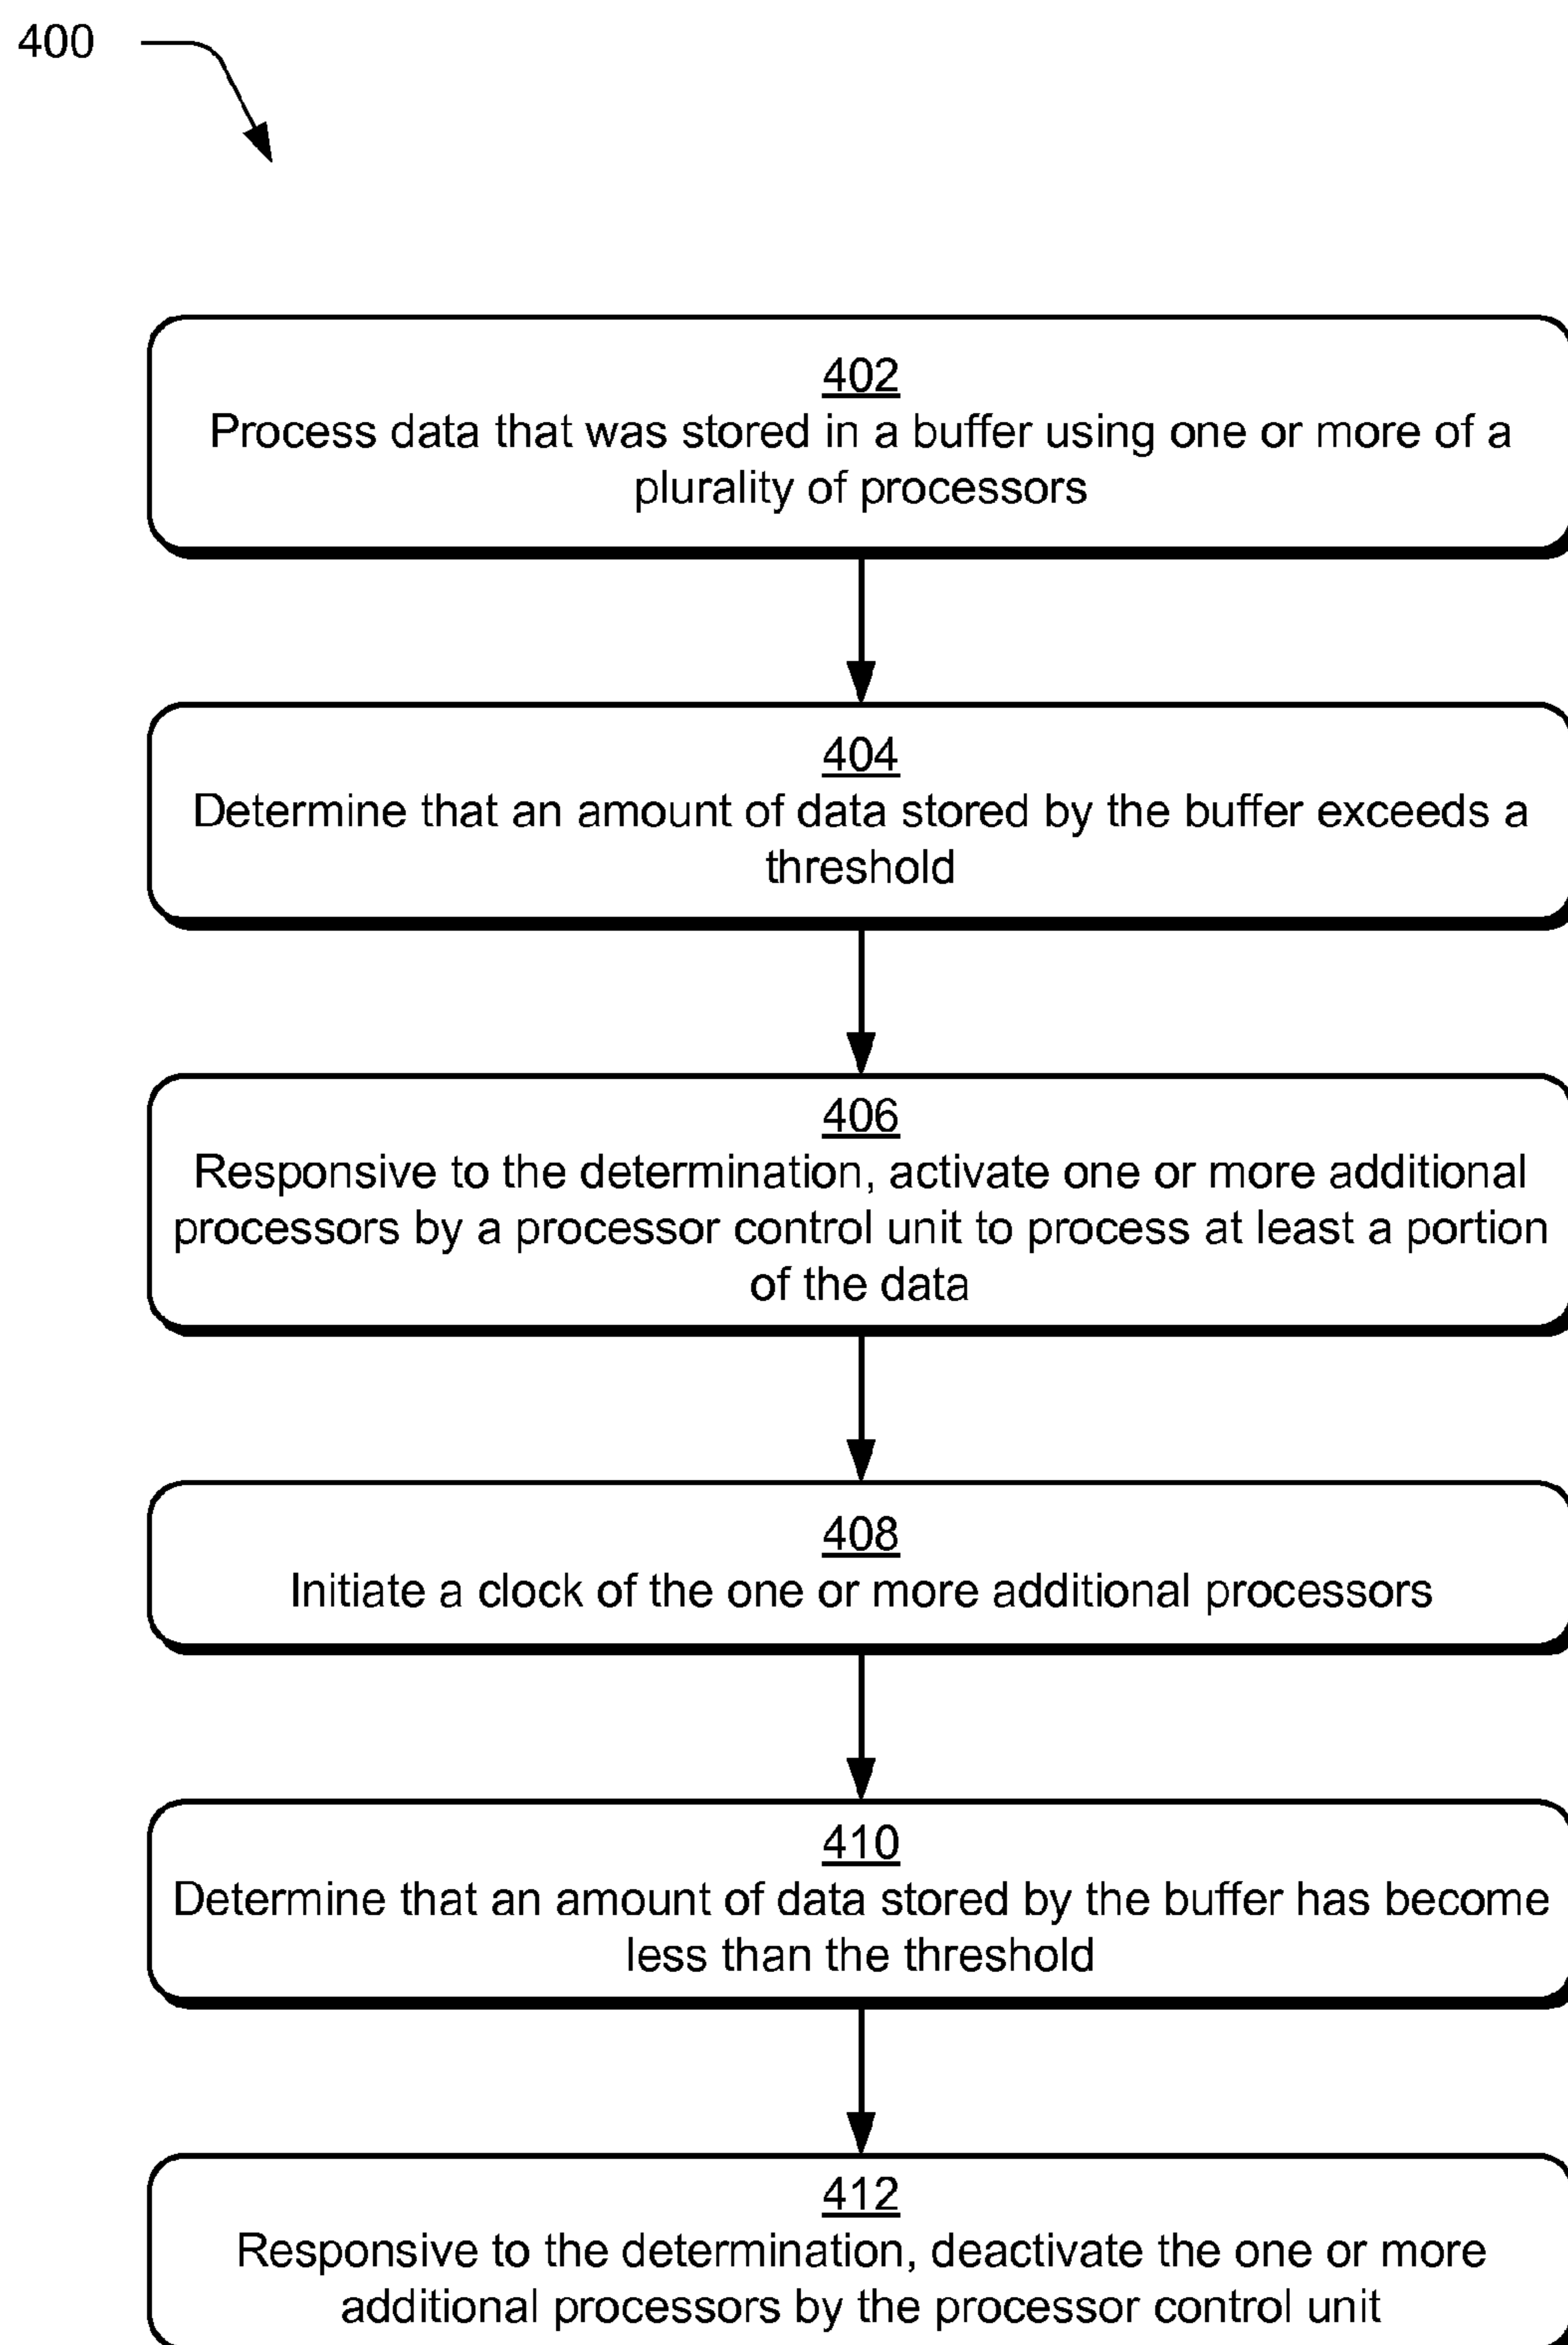 400
402
Process data that was stored in a buffer using one or more of a
plurality of processors
404
Determine that an amount of data stored by the buffer exceeds a
threshold
406
Responsive to the determination, activate one or more additional
processors by a processor control unit to process at least a portion
of the data
408
Initiate a clock of the one or more additional processors
410
Determine that an amount of data stored by the buffer has become
less than the threshold
412
Responsive to the determination, deactivate the one or more
additional processors by the processor control unit